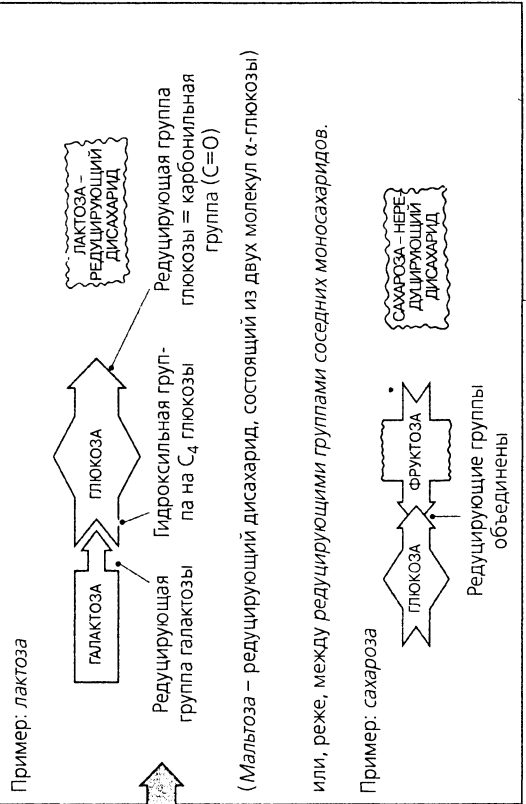 Пример: лактоза
ГАЛАКТОЗА
ГЛЮКОЗА
ЛАКТОЗА –
РЕДУЦИРУЮЩИЙ
ДИСАХАРИД
Редуцирующая
группа галактозы
Гидроксильная груп-
па на C₄ глюкозы
Редуцирующая группа
глюкозы = карбонильная
группа (C=O)
(Мальтоза – редуцирующий дисахарид, состоящий из двух молекул α-глюкозы)
или, реже, между редуцирующими группами соседних моносахаридов.
Пример: сахароза
ГЛЮКОЗА
ФРУКТОЗА
САХАРОЗА – НЕРЕ-
ДУЦИРУЮЩИЙ
ДИСАХАРИД
Редуцирующие группы
объединены